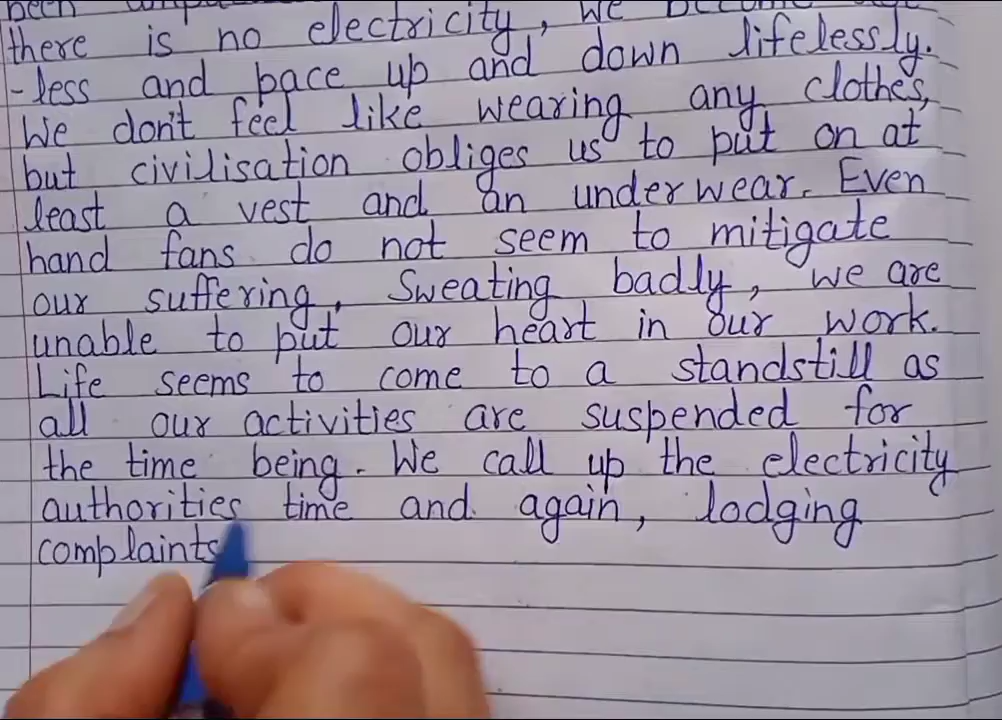 been
there is no electricity, we become
-less and pace up and down lifelessly.
We don't feel like wearing any clothes,
but civilisation obliges us to put on at
least a vest and an underwear. Even
hand fans do not seem to mitigate
our suffering. Sweating badly, we are
unable to put our heart in our work.
Life seems to come to a standstill as
all our activities are suspended for
the time being. We call up the electricity
authorities time and again, lodging
complaints